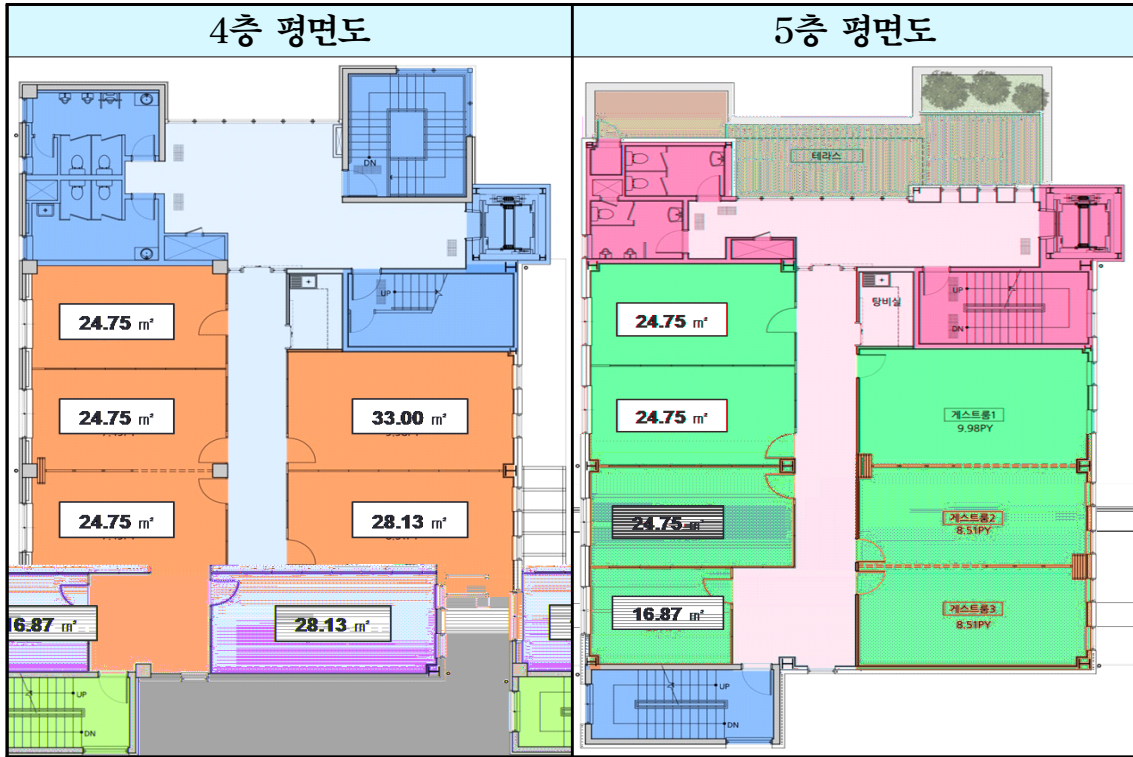 4층 평면도
5층 평면도
DN
UP
24.75 ㎡
24.75 ㎡
33.00 ㎡
24.75 ㎡
28.13 ㎡
16.87 ㎡
28.13 ㎡
UP
DN
테라스
탕비실
UP
DN
24.75 ㎡
24.75 ㎡
게스트룸1
9.98PY
24.75 ㎡
게스트룸2
8.51PY
16.87 ㎡
게스트룸3
8.51PY
UP
DN